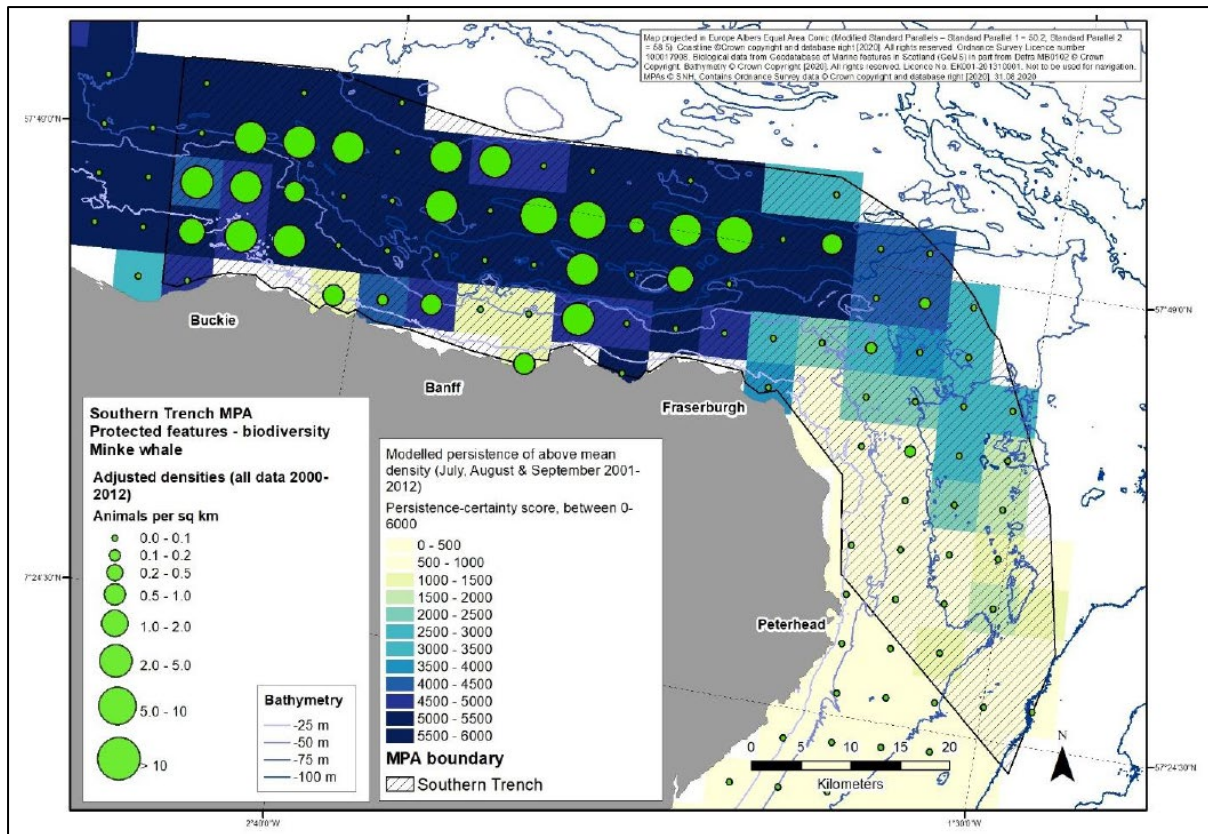 Map projected in Europe Albers Equal Area Conic (Modified Standard Parallels – Standard Parallel 1 = 50.2, Standard Parallel 2
= 58.5). Coastline ©Crown copyright and database right [2020]. All rights reserved. Ordnance Survey Licence number
100017908. Biological data from Geodatabase of Marine features in Scotland (GeMS) in part from Defra MB0102 © Crown
Copyright. Bathymetry © Crown Copyright [2020]. All rights reserved. Licence No. EK001-201310001. Not to be used for navigation.
MPAs © SNH, Contains Ordnance Survey data © Crown copyright and database right [2020]. 31.08.2020
57°49'0"N
57°49'0"N
Buckie
Banff
Fraserburgh
Peterhead
Southern Trench MPA
Protected features - biodiversity
Minke whale
Adjusted densities (all data 2000-
2012)
Animals per sq km
0.0 - 0.1
0.1 - 0.2
0.2 - 0.5
0.5 - 1.0
1.0 - 2.0
2.0 - 5.0
5.0 - 10
> 10
Bathymetry
-25 m
-50 m
-75 m
-100 m
Modelled persistence of above mean
density (July, August & September 2001-
2012)
Persistence-certainty score, between 0-
6000
0 - 500
500 - 1000
1000 - 1500
1500 - 2000
2000 - 2500
2500 - 3000
3000 - 3500
3500 - 4000
4000 - 4500
4500 - 5000
5000 - 5500
5500 - 6000
MPA boundary
Southern Trench
7°24'30"N
0 5 10 15 20
Kilometers
N
57°24'30"N
2°40'0"W
1°30'0"W